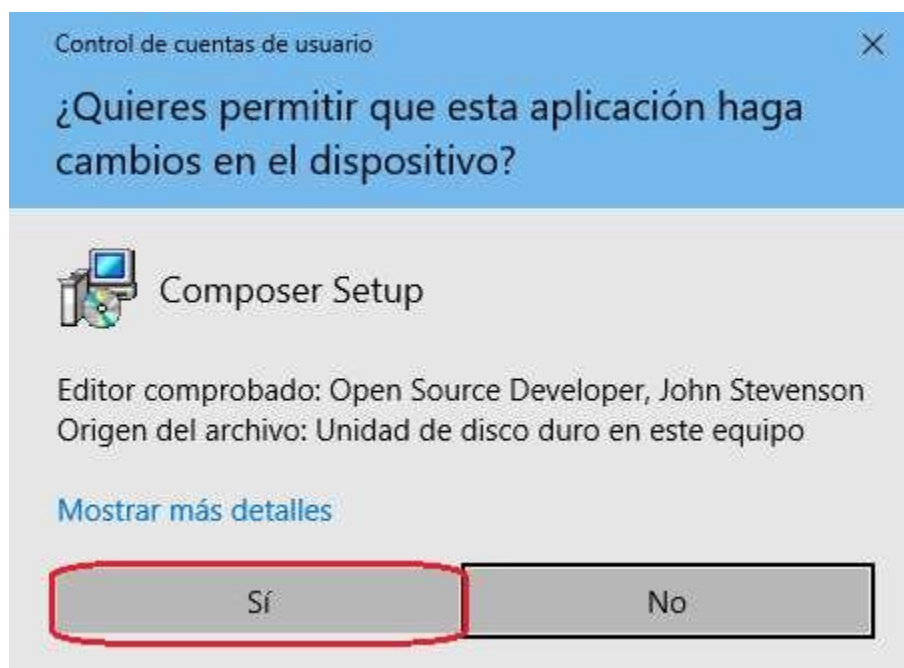 Control de cuentas de usuario
¿Quieres permitir que esta aplicación haga
cambios en el dispositivo?
Composer Setup
Editor comprobado: Open Source Developer, John Stevenson
Origen del archivo: Unidad de disco duro en este equipo
Mostrar más detalles
Sí
No